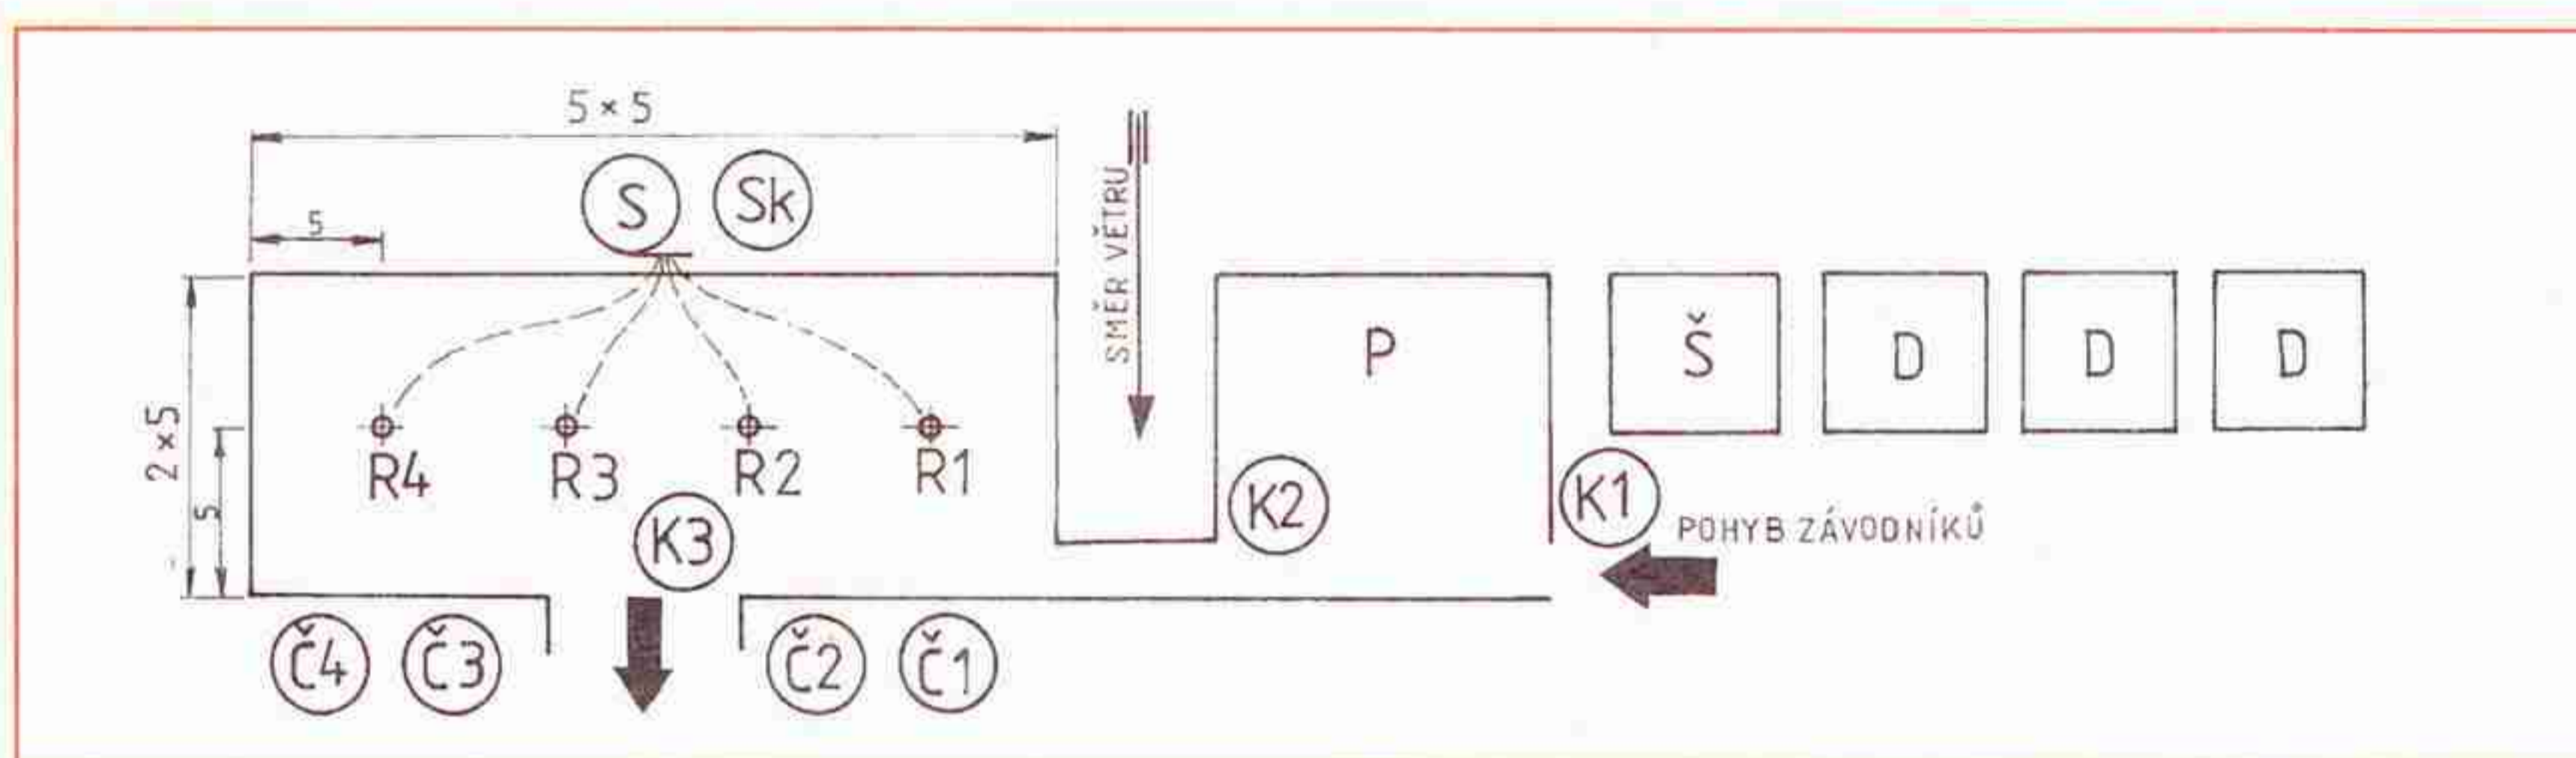 5×5
S Sk
5
SMĚR VĚTRU
P Š D D D
2×5
5
R4 R3 R2 R1
K3 K2 K1
POHYB ZÁVODNÍKŮ
Č4 Č3 Č2 Č1